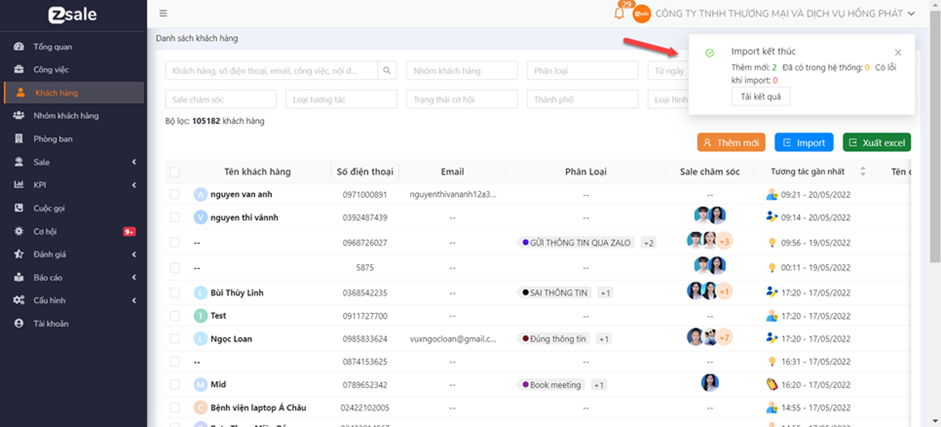 zsale
Tổng quan
Công việc
Khách hàng
Nhóm khách hàng
Phòng ban
Sale
KPI
Cuộc gọi
Cơ hội 9+
Đánh giá
Báo cáo
Cấu hình
Tài khoản
29
CÔNG TY TNHH THƯƠNG MẠI VÀ DỊCH VỤ HỒNG PHÁT
Danh sách khách hàng
Khách hàng, số điện thoại, email, công việc, nội d... Nhóm khách hàng Phân loại Từ ngày
Sale chăm sóc Loại tương tác Trạng thái cơ hội Thành phố Loại hình
Import kết thúc
Thêm mới: 2 Đã có trong hệ thống: 0 Có lỗi
khi import: 0
Tải kết quả
Bộ lọc: 105182 khách hàng
Thêm mới Import Xuất excel
Tên khách hàng Số điện thoại Email Phân Loại Sale chăm sóc Tương tác gần nhất
A nguyen van anh 0971000891 nguyenthivananh12a3... -- -- 09:21 - 20/05/2022
V nguyen thi vânnh 0392487439 -- -- 09:14 - 20/05/2022
-- 0968726027 -- GỬI THÔNG TIN QUA ZALO +2 +3 09:56 - 19/05/2022
-- 5875 -- -- 00:11 - 19/05/2022
L Bùi Thùy Linh 0368542235 -- SAI THÔNG TIN +1 +1 17:20 - 17/05/2022
T Test 0911727700 -- -- -- 17:20 - 17/05/2022
L Ngọc Loan 0985833624 vuxngocloan@gmail.c... Đúng thông tin +1 +7 17:20 - 17/05/2022
-- 0874153625 -- -- -- 16:31 - 17/05/2022
M Mid 0789652342 -- Book meeting +1 16:20 - 17/05/2022
C Bệnh viện laptop Á Châu 02422102005 -- -- -- 14:55 - 17/05/2022